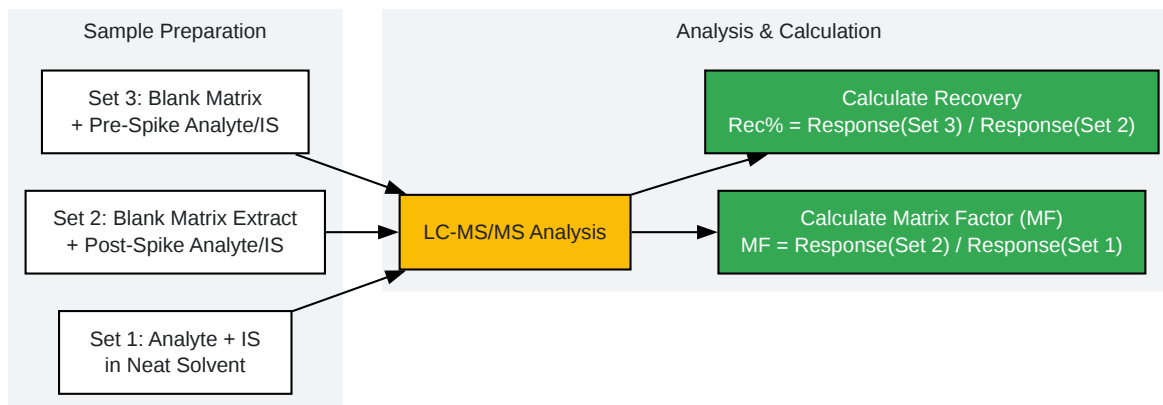 Sample Preparation
Set 3: Blank Matrix
+ Pre-Spike Analyte/IS
Set 2: Blank Matrix Extract
+ Post-Spike Analyte/IS
Set 1: Analyte + IS
in Neat Solvent
Analysis & Calculation
LC-MS/MS Analysis
Calculate Recovery
Rec% = Response(Set 3) / Response(Set 2)
Calculate Matrix Factor (MF)
MF = Response(Set 2) / Response(Set 1)